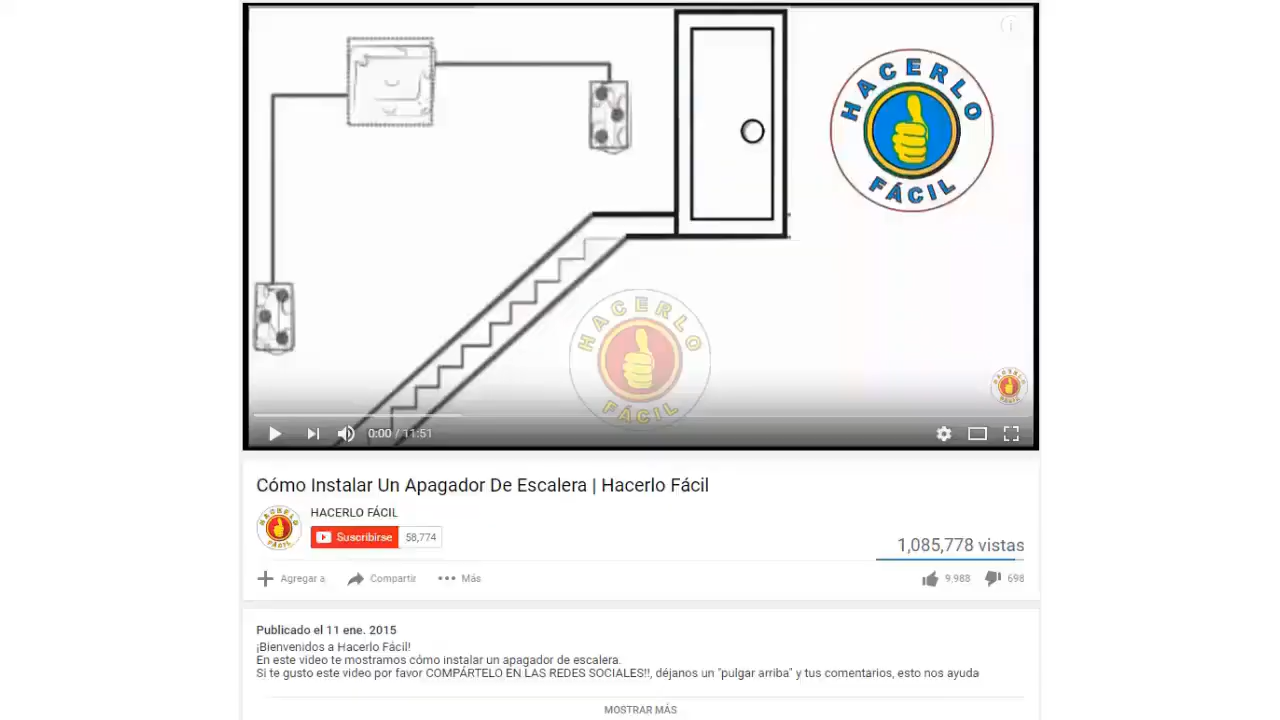 HACERLO
FÁCIL
HACERLO
FÁCIL
0:00 / 11:51
Cómo Instalar Un Apagador De Escalera | Hacerlo Fácil
HACERLO FÁCIL
HACERLO FÁCIL
Suscribirse 58,774
1,085,778 vistas
Agregar a Compartir Más 9,988 698
Publicado el 11 ene. 2015
¡Bienvenidos a Hacerlo Fácil!
En este video te mostramos cómo instalar un apagador de escalera.
Si te gusto este video por favor COMPÁRTELO EN LAS REDES SOCIALES!!, déjanos un "pulgar arriba" y tus comentarios, esto nos ayuda
MOSTRAR MÁS